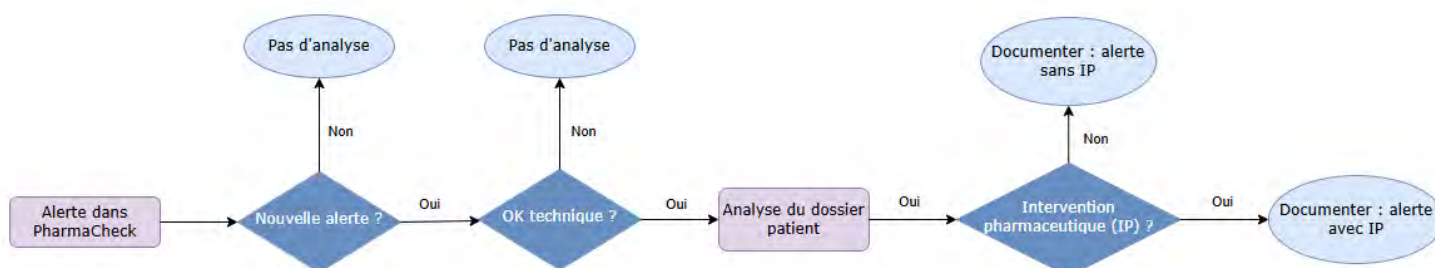 Pas d'analyse
Pas d'analyse
Documenter : alerte
sans IP
Non
Non
Non
Alerte dans
PharmaCheck
Nouvelle alerte ?
Oui
OK technique ?
Oui
Analyse du dossier
patient
Oui
Intervention
pharmaceutique (IP) ?
Oui
Documenter : alerte
avec IP